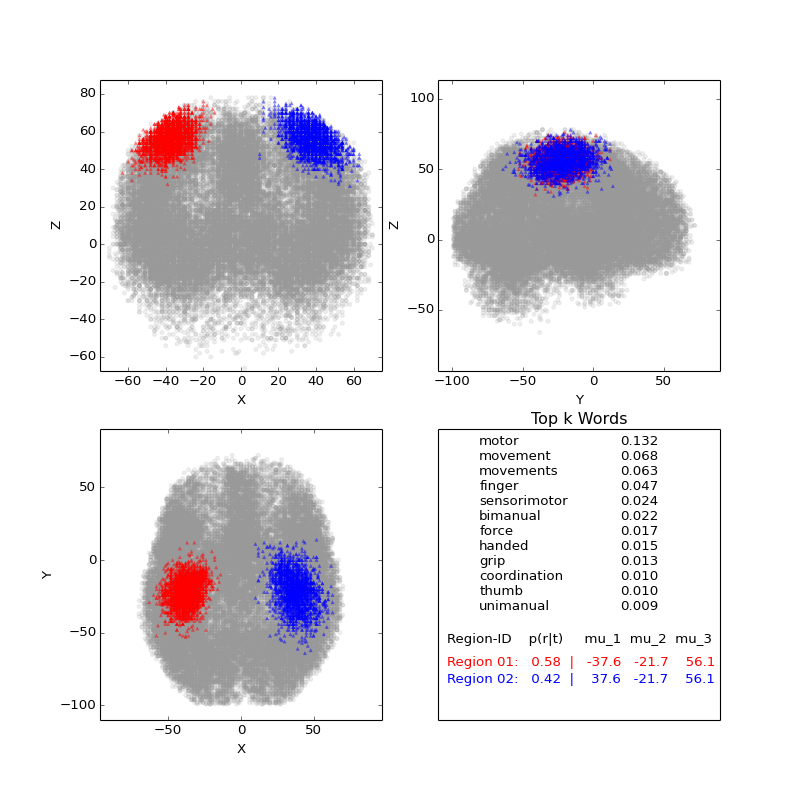 80
60
40
20
0
−20
−40
−60
Z
−60 −40 −20 0 20 40 60
X
100
50
0
−50
Z
−100 −50 0 50
Y
50
0
−50
−100
Y
−50 0 50
X
Top k Words
motor 0.132
movement 0.068
movements 0.063
finger 0.047
sensorimotor 0.024
bimanual 0.022
force 0.017
handed 0.015
grip 0.013
coordination 0.010
thumb 0.010
unimanual 0.009
Region-ID p(r|t) mu_1 mu_2 mu_3
Region 01: 0.58 | -37.6 -21.7 56.1
Region 02: 0.42 | 37.6 -21.7 56.1